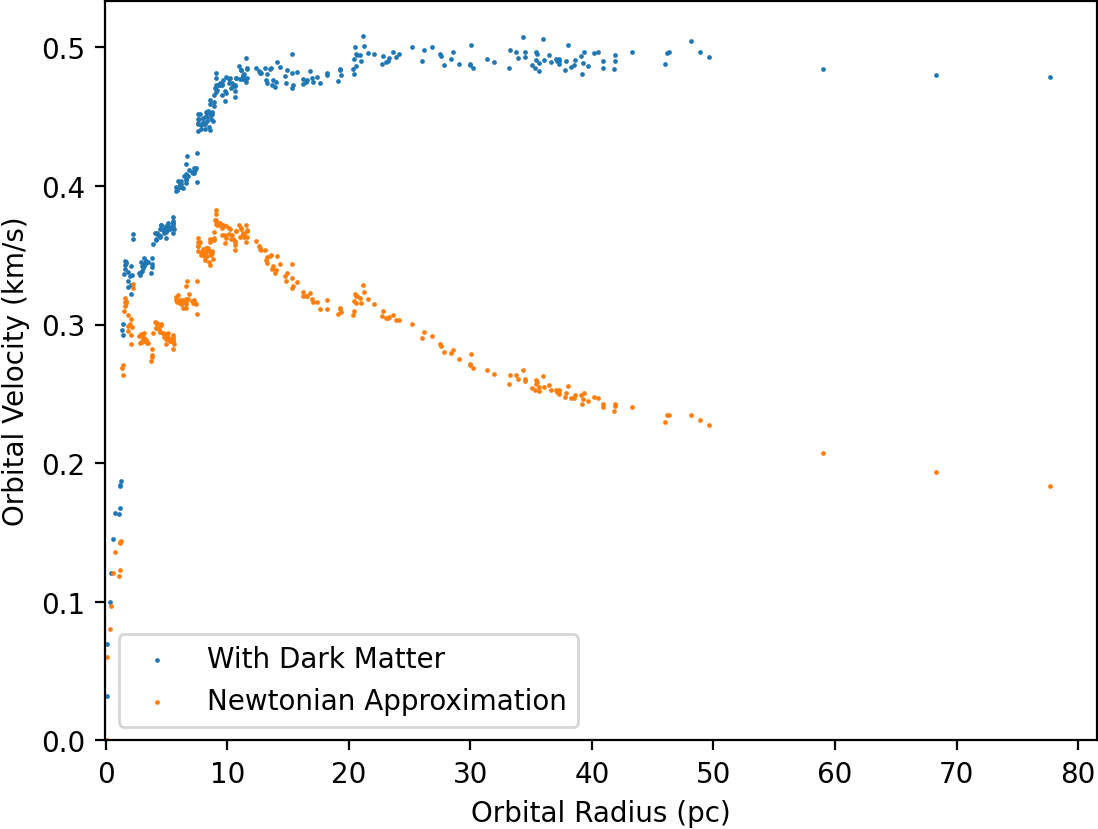 Orbital Velocity (km/s)
0.5
0.4
0.3
0.2
0.1
0.0
With Dark Matter
Newtonian Approximation
0 10 20 30 40 50 60 70 80
Orbital Radius (pc)